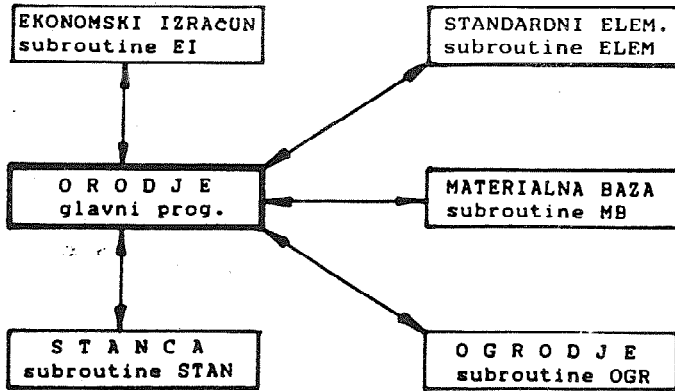 EKONOMSKI IZRAČUN
subroutine EI
STANDARDNI ELEM.
subroutine ELEM
O R O D J E
glavni prog.
MATERIALNA BAZA
subroutine MB
S T A N C A
subroutine STAN
O G R O D J E
subroutine OGR